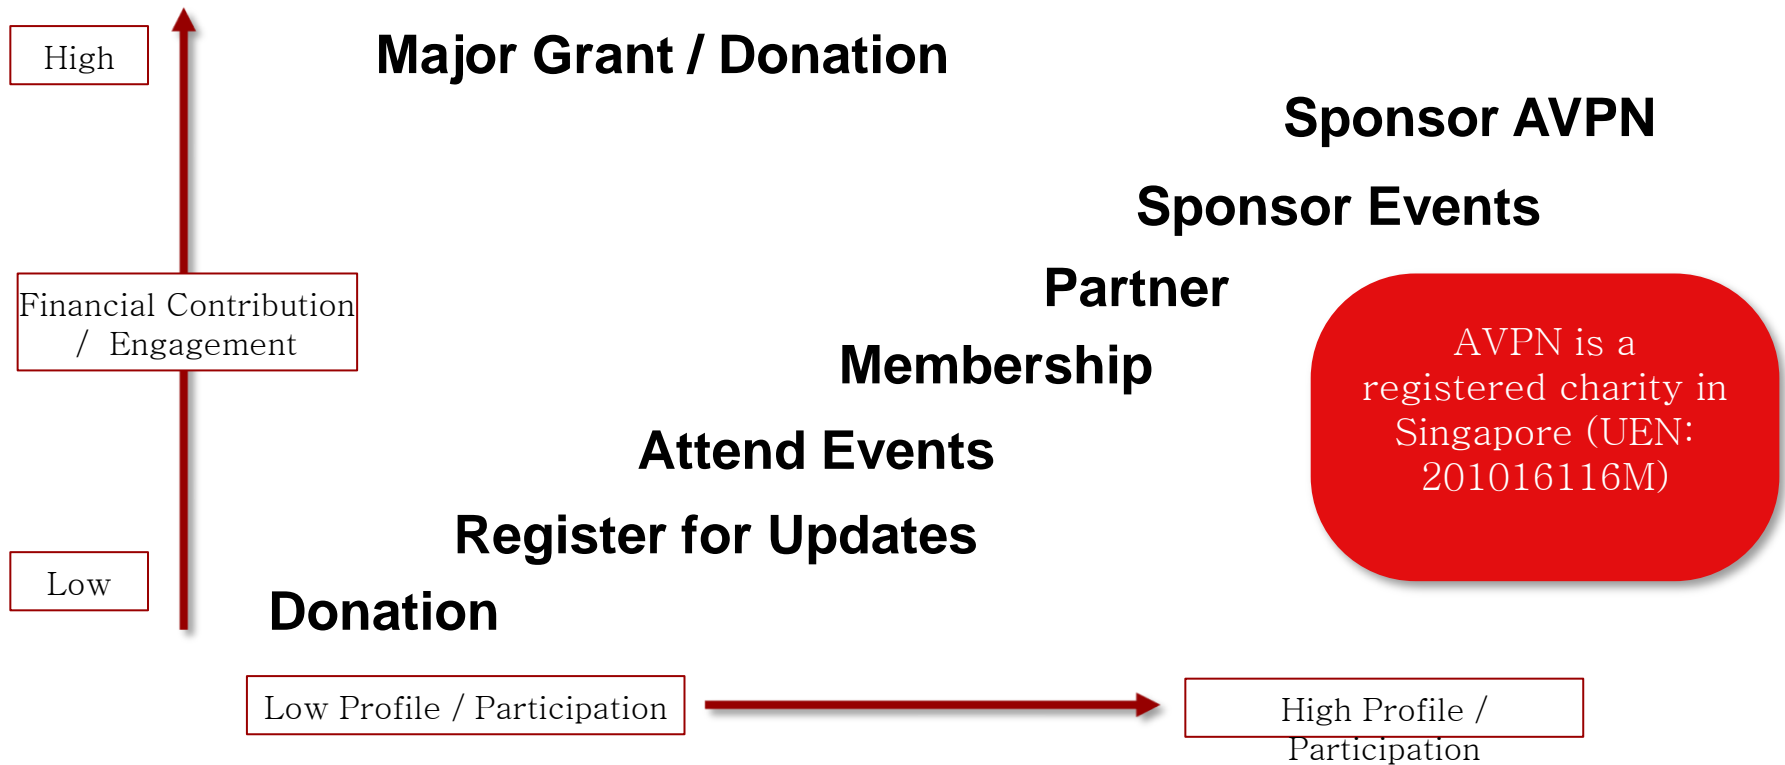 High
Major Grant / Donation
Sponsor AVPN
Sponsor Events
Partner
Financial Contribution
/ Engagement
Membership
AVPN is a
registered charity in
Singapore (UEN:
201016116M)
Attend Events
Register for Updates
Low
Donation
Low Profile / Participation
High Profile /
Participation